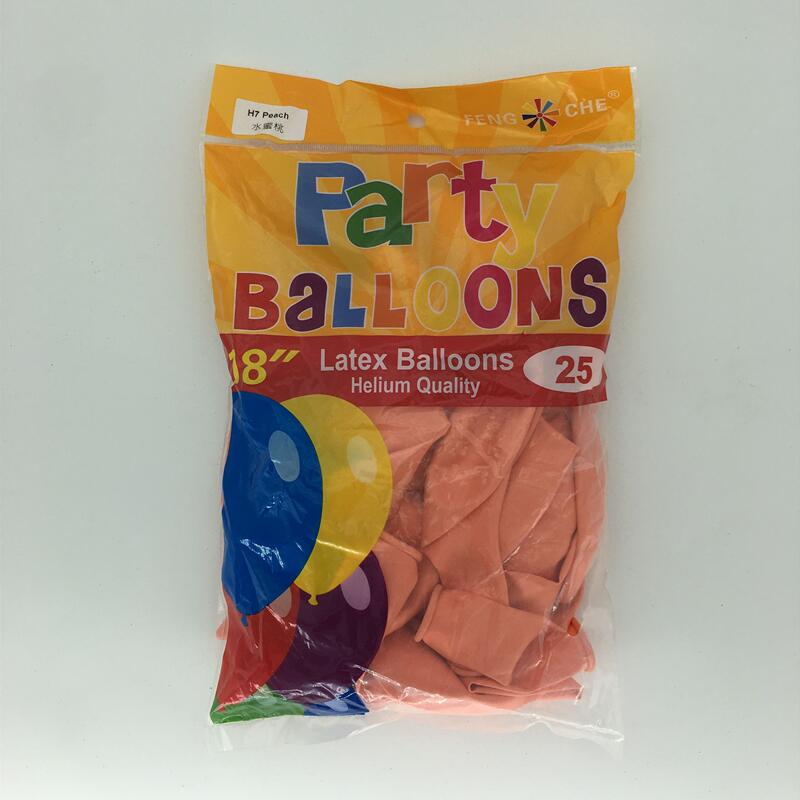 H7 Peach
水蜜桃
FENG CHE®
Party
BALLOONS
18" Latex Balloons 25
Helium Quality